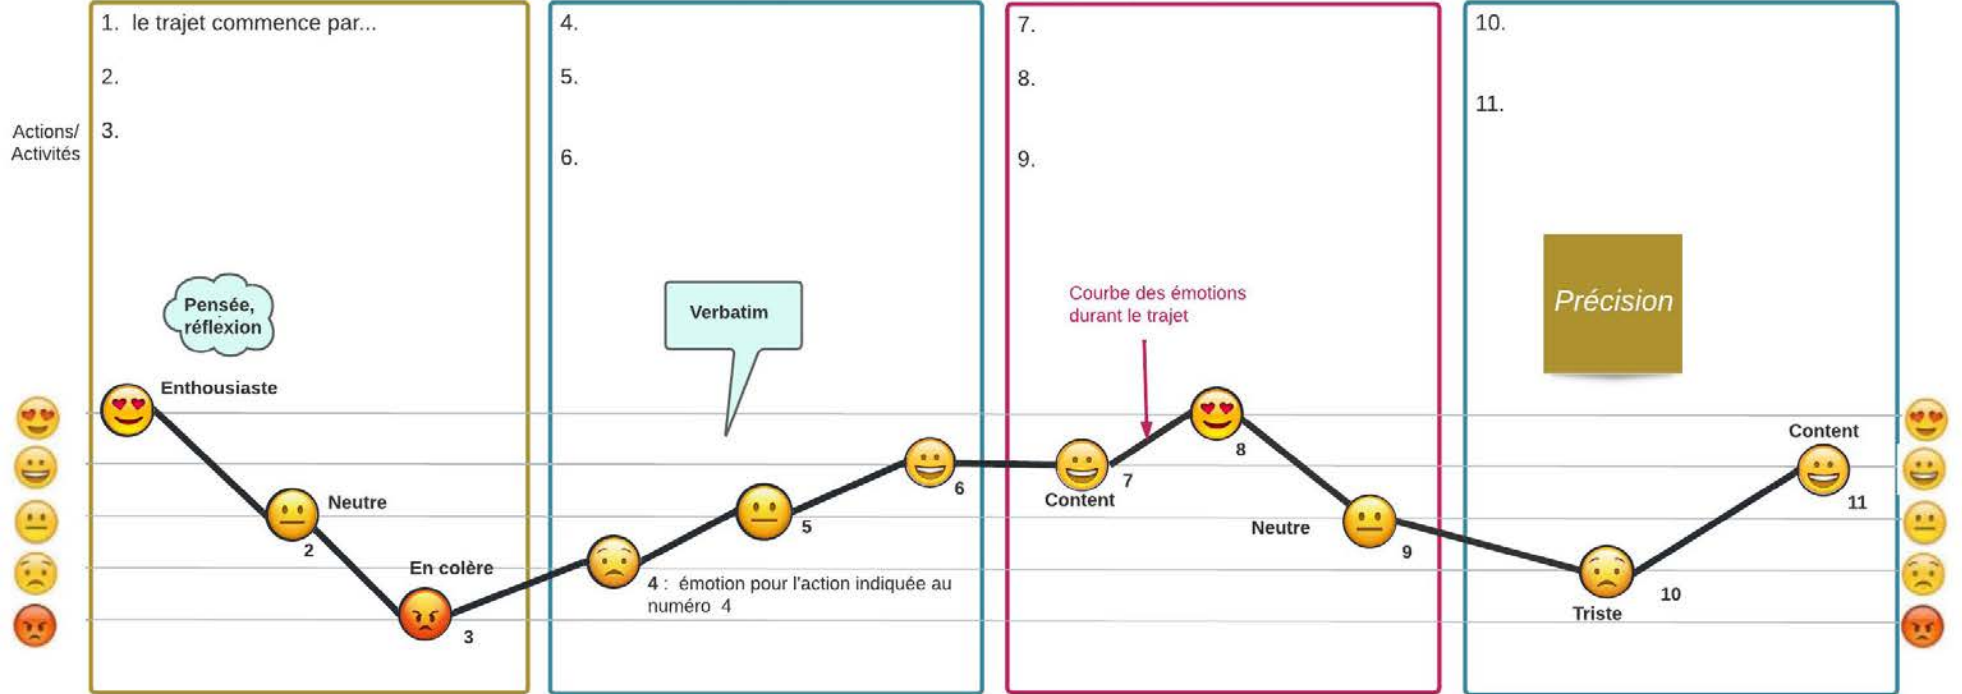 1. le trajet commence par...
2.
3.
Actions/
Activités
Pensée,
réflexion
Enthousiaste
Neutre
2
En colère
3
4.
5.
6.
Verbatim
4 : émotion pour l'action indiquée au
numéro 4
5
6
7.
8.
9.
Courbe des émotions
durant le trajet
Content
7
8
Neutre
9
10.
11.
Précision
Triste
10
Content
11